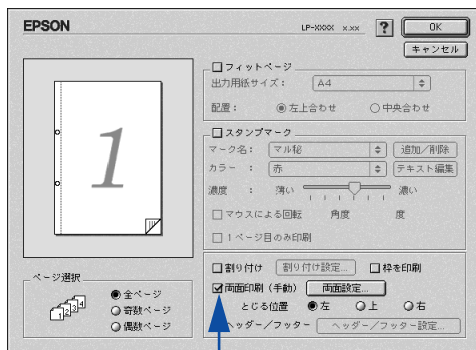 EPSON
LP-XXXX x.xx
?
OK
キャンセル
フィットページ
出力用紙サイズ： A4
配置： 左上合わせ 中央合わせ
スタンプマーク
マーク名： マル秘 追加／削除
カラー ： 赤 テキスト編集
濃度 ： 薄い 濃い
マウスによる回転 角度 度
1ページ目のみ印刷
1
割り付け 割り付け設定... 枠を印刷
両面印刷（手動） 両面設定...
とじる位置 左 上 右
ヘッダー／フッター ヘッダー／フッター設定...
ページ選択
1 2 3 4
全ページ
奇数ページ
偶数ページ